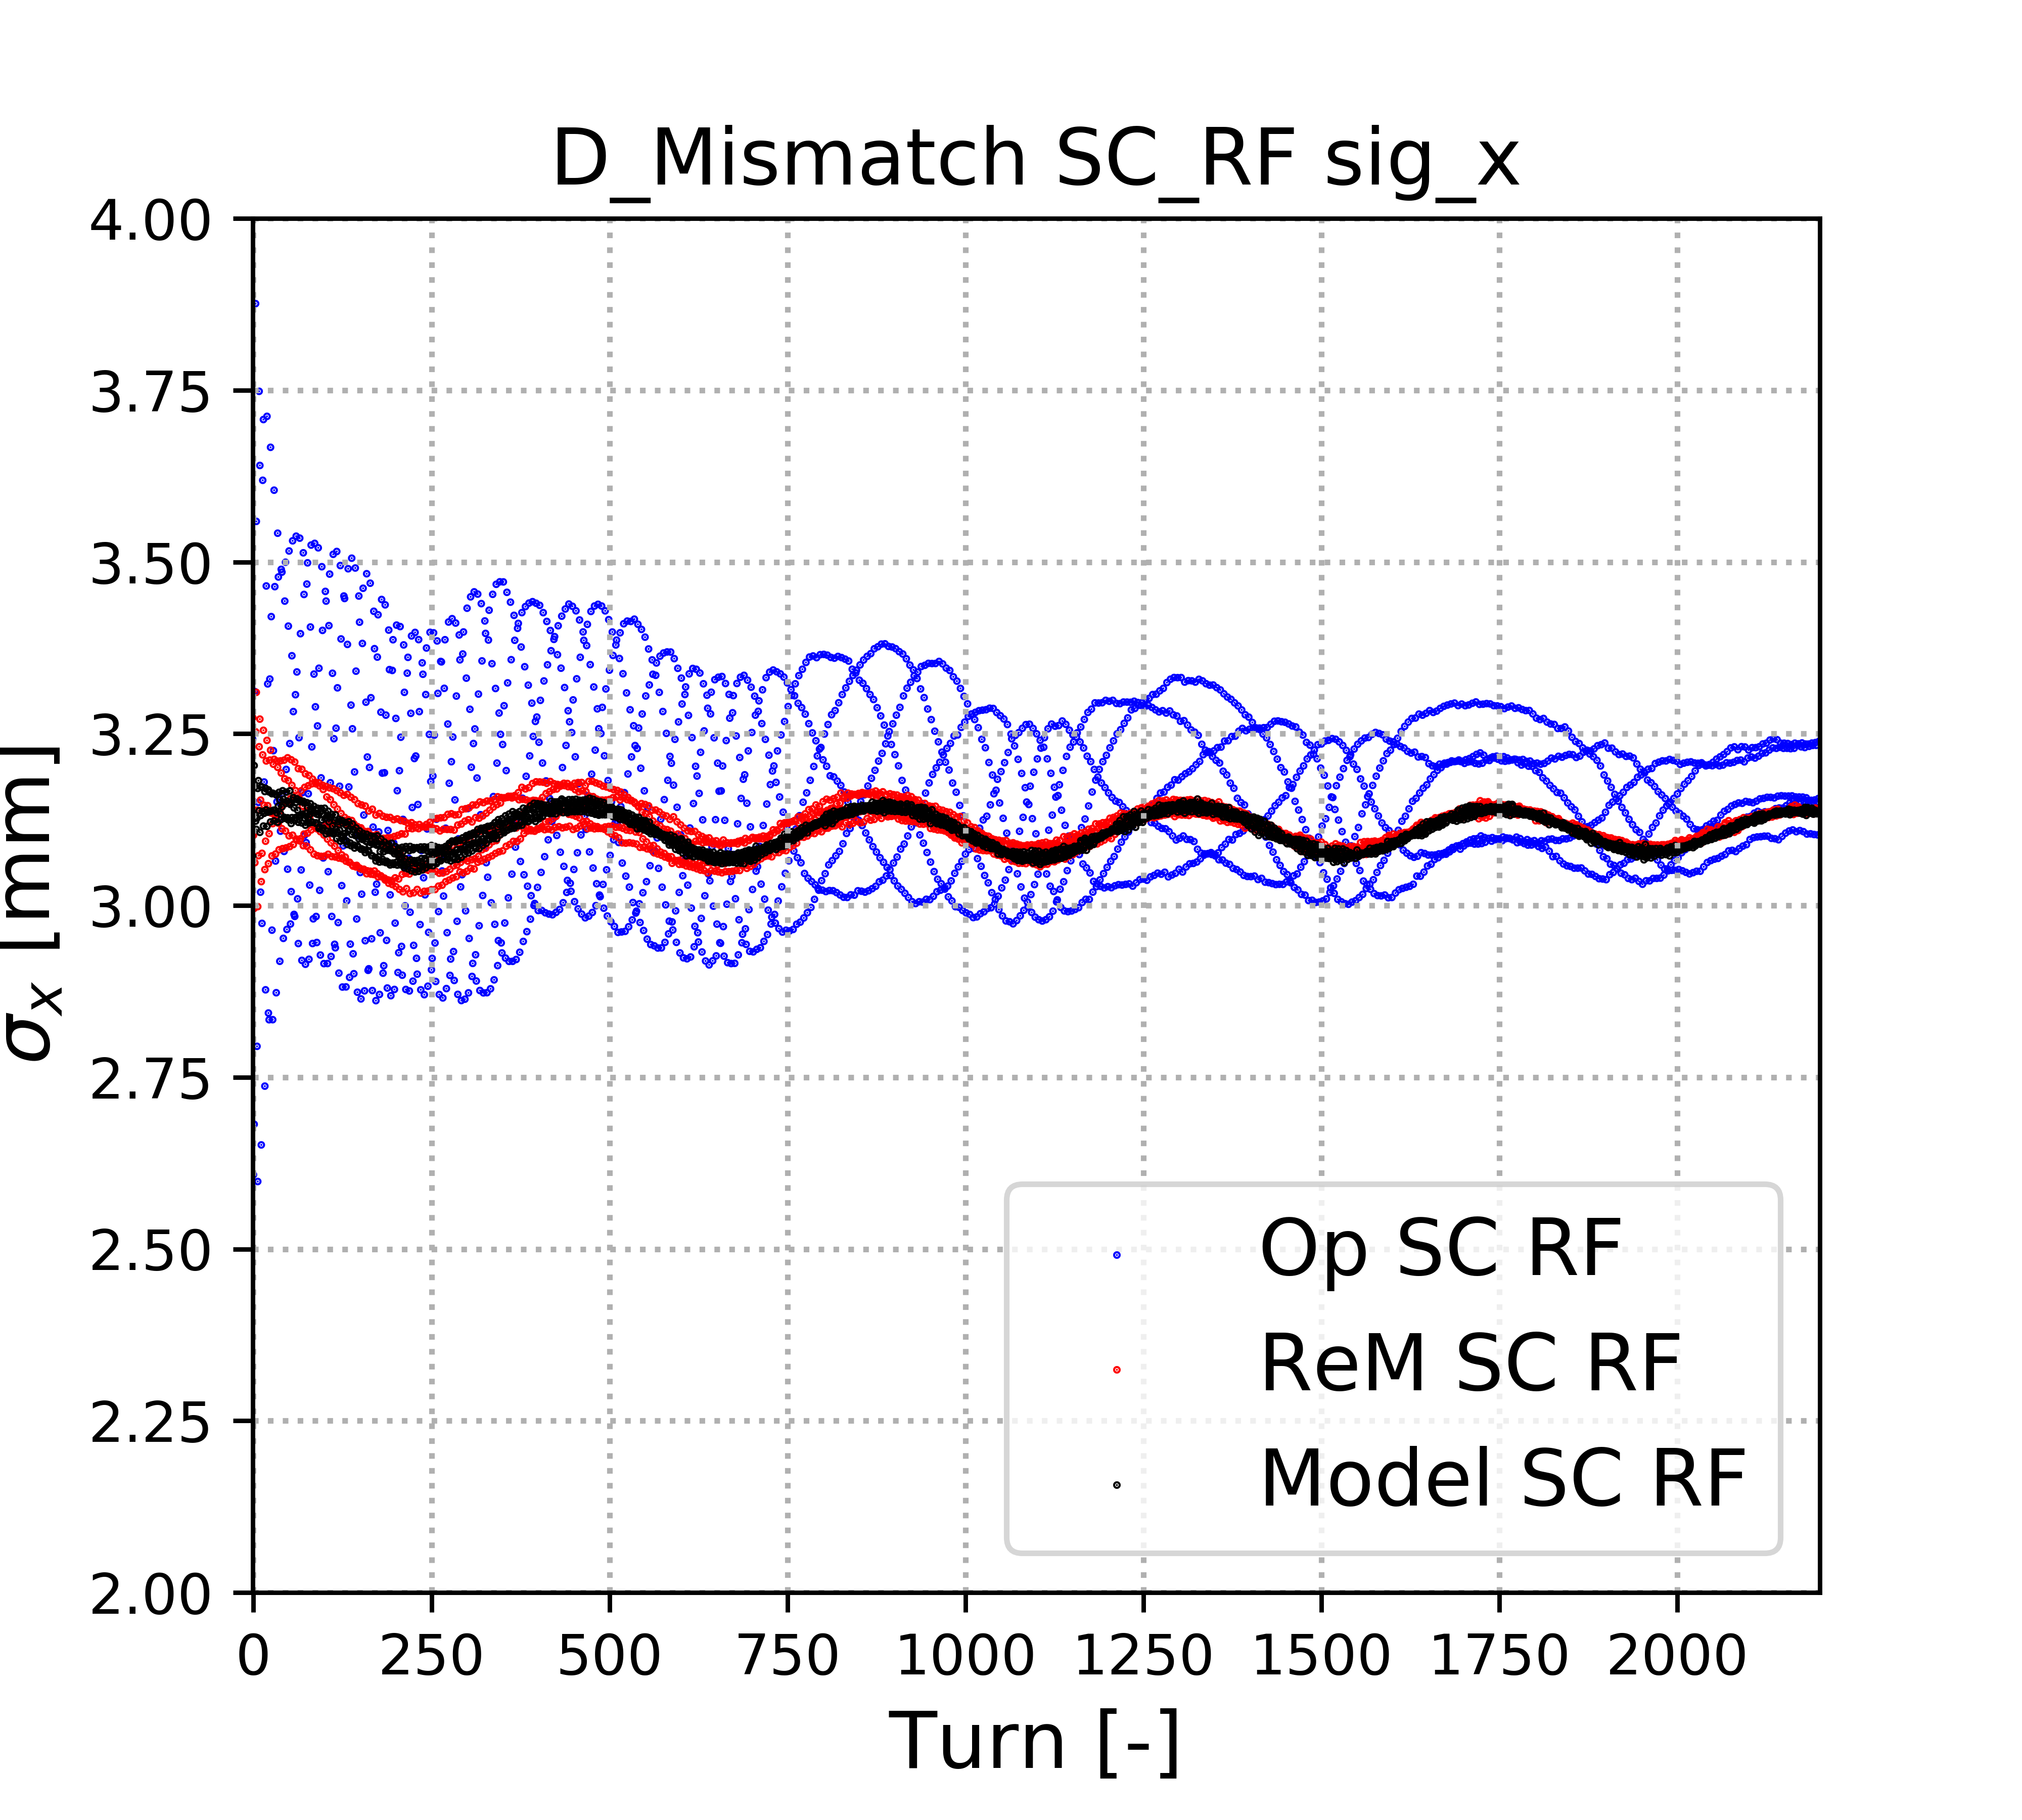 D_Mismatch SC_RF sig_x
4.00
3.75
3.50
3.25
3.00
2.75
2.50
2.25
2.00
σx [mm]
Op SC RF
ReM SC RF
Model SC RF
0 250 500 750 1000 1250 1500 1750 2000
Turn [-]